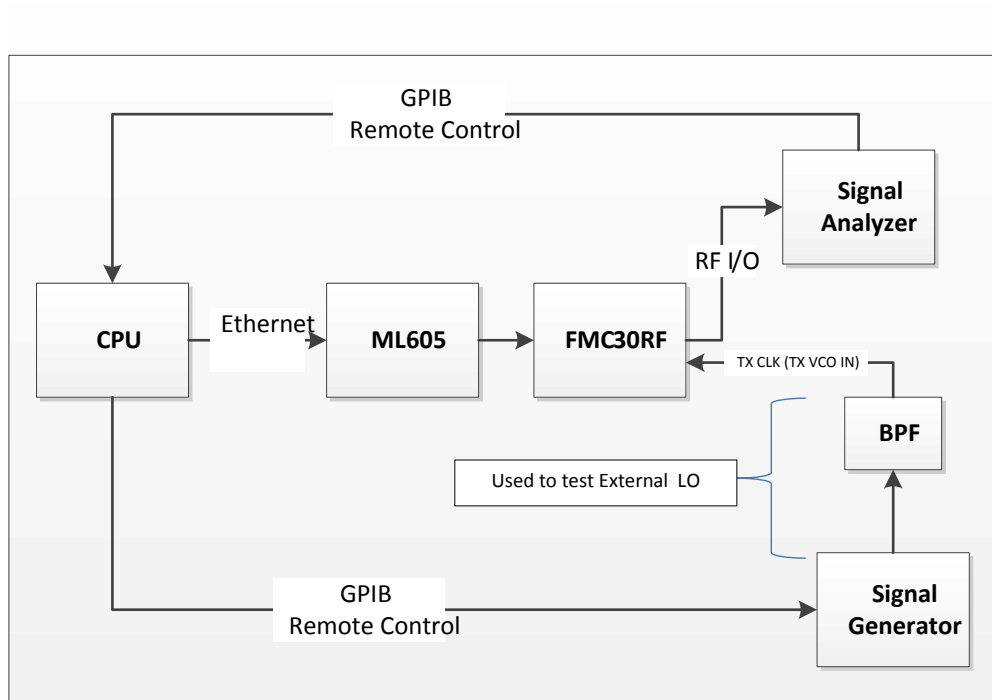 GPIB
Remote Control
Signal
Analyzer
RF I/O
CPU
Ethernet
ML605
FMC30RF
TX CLK (TX VCO IN)
BPF
Used to test External LO
Signal
Generator
GPIB
Remote Control